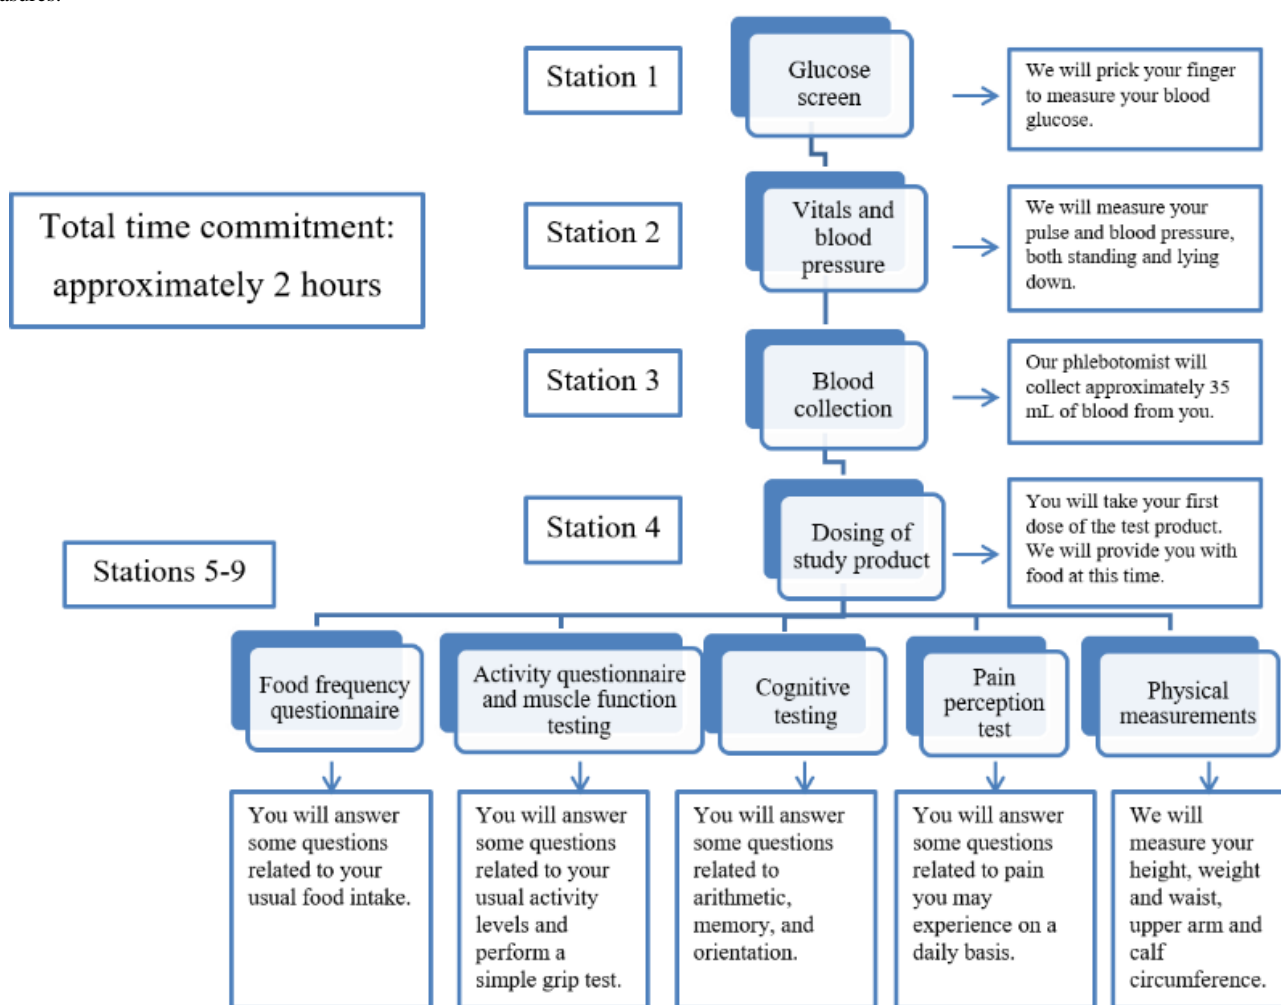 Station 1
Glucose
screen
We will prick your finger
to measure your blood
glucose.
Total time commitment:
approximately 2 hours
Station 2
Vitals and
blood
pressure
We will measure your
pulse and blood pressure,
both standing and lying
down.
Station 3
Blood
collection
Our phlebotomist will
collect approximately 35
mL of blood from you.
Station 4
Dosing of
study product
You will take your first
dose of the test product.
We will provide you with
food at this time.
Stations 5-9
Food frequency
questionnaire
Activity questionnaire
and muscle function
testing
Cognitive
testing
Pain
perception
test
Physical
measurements
You will answer
some questions
related to your
usual food intake.
You will answer
some questions
related to your
usual activity
levels and
perform a
simple grip test.
You will answer
some questions
related to
arithmetic,
memory, and
orientation.
You will answer
some questions
related to pain
you may
experience on a
daily basis.
We will
measure your
height, weight
and waist,
upper arm and
calf
circumference.